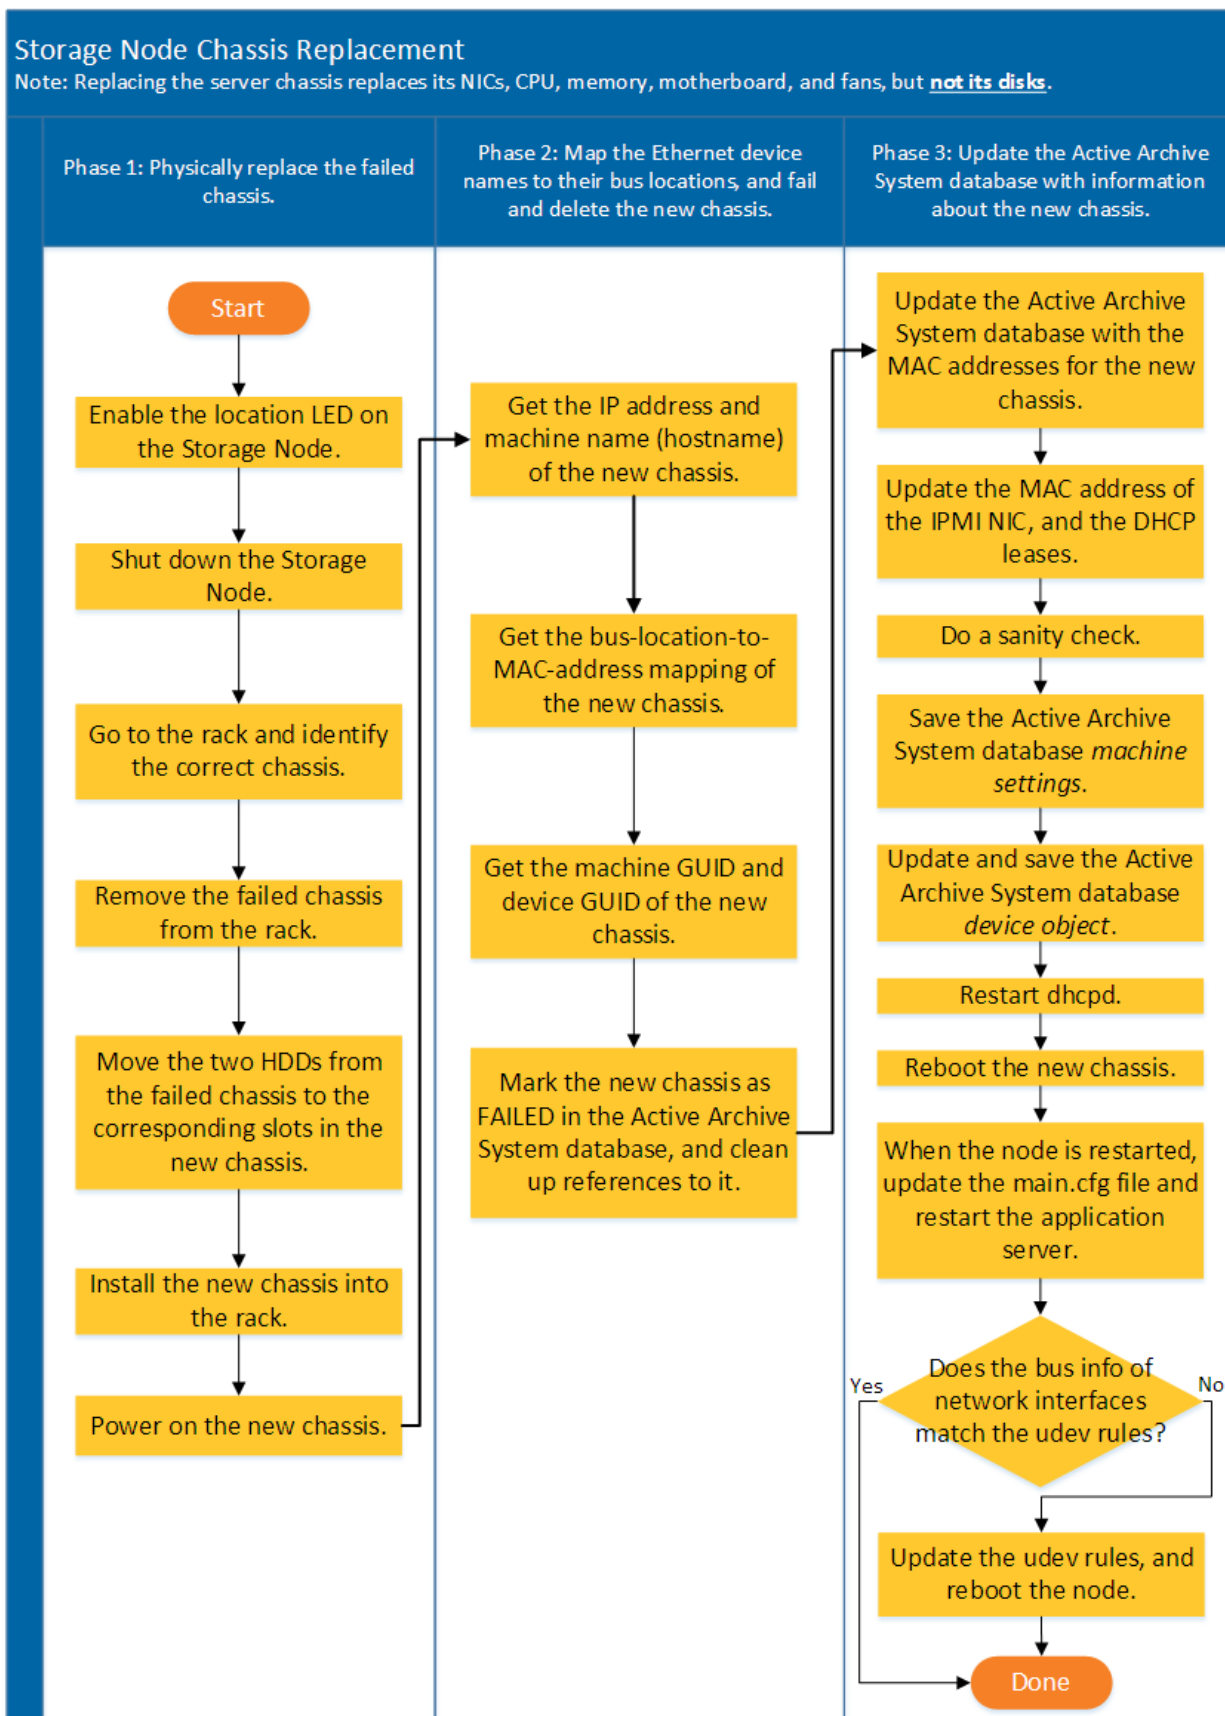 Storage Node Chassis Replacement
Note: Replacing the server chassis replaces its NICs, CPU, memory, motherboard, and fans, but not its disks.
Phase 1: Physically replace the failed
chassis.
Phase 2: Map the Ethernet device
names to their bus locations, and fail
and delete the new chassis.
Phase 3: Update the Active Archive
System database with information
about the new chassis.
Start
Enable the location LED on
the Storage Node.
Shut down the Storage
Node.
Go to the rack and identify
the correct chassis.
Remove the failed chassis
from the rack.
Move the two HDDs from
the failed chassis to the
corresponding slots in the
new chassis.
Install the new chassis into
the rack.
Power on the new chassis.
Get the IP address and
machine name (hostname)
of the new chassis.
Get the bus-location-to-
MAC-address mapping of
the new chassis.
Get the machine GUID and
device GUID of the new
chassis.
Mark the new chassis as
FAILED in the Active Archive
System database, and clean
up references to it.
Update the Active Archive
System database with the
MAC addresses for the new
chassis.
Update the MAC address of
the IPMI NIC, and the DHCP
leases.
Do a sanity check.
Save the Active Archive
System database machine
settings.
Update and save the Active
Archive System database
device object.
Restart dhcpd.
Reboot the new chassis.
When the node is restarted,
update the main.cfg file and
restart the application
server.
Does the bus info of
network interfaces
match the udev rules?
Yes
No
Update the udev rules, and
reboot the node.
Done